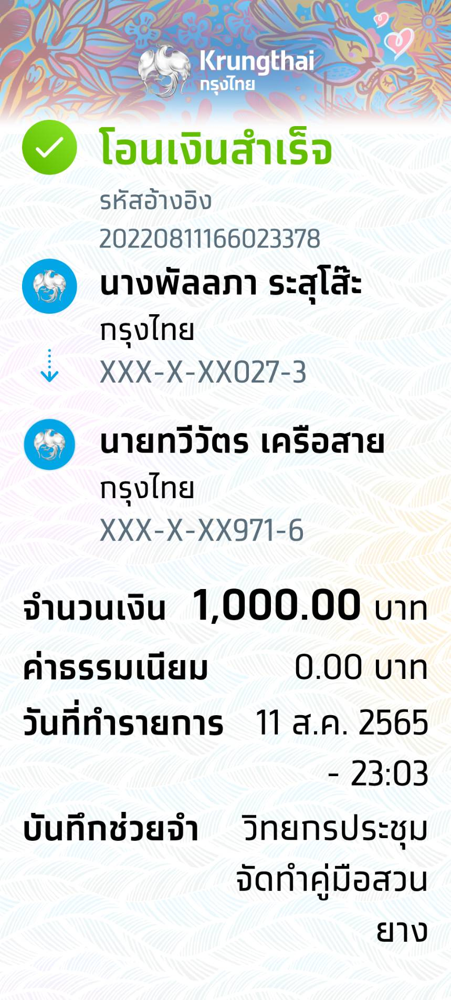 Krungthai
กรุงไทย
โอนเงินสำเร็จ
รหัสอ้างอิง
20220811166023378
นางพัลลภา ระสุโส๊ะ
กรุงไทย
XXX-X-XX027-3
นายทวีวัตร เครือสาย
กรุงไทย
XXX-X-XX971-6
จำนวนเงิน 1,000.00 บาท
ค่าธรรมเนียม 0.00 บาท
วันที่ทำรายการ 11 ส.ค. 2565
- 23:03
บันทึกช่วยจำ วิทยกรประชุม
จัดทำคู่มือสวน
ยาง